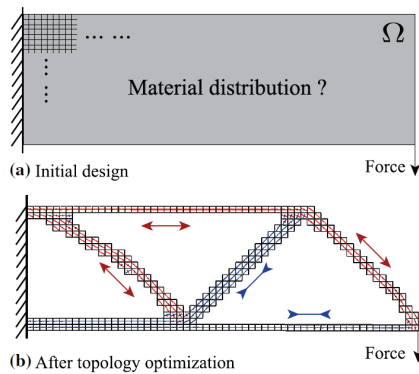 Ω
Material distribution ?
Force
(a) Initial design
Force
(b) After topology optimization